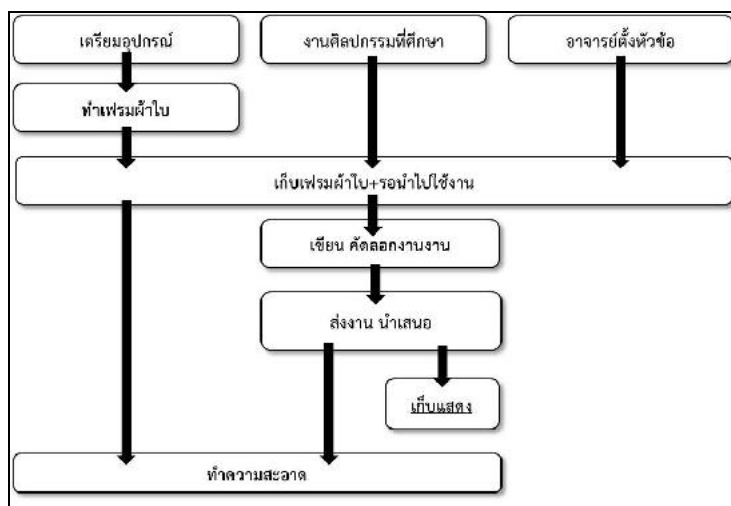 เตรียมอุปกรณ์
งานศิลปกรรมที่ศึกษา
อาจารย์ตั้งหัวข้อ
ทำเฟรมผ้าใบ
เก็บเฟรมผ้าใบ+รอนำไปใช้งาน
เขียน คัดลอกงานงาน
ส่งงาน นำเสนอ
เก็บแสดง
ทำความสะอาด